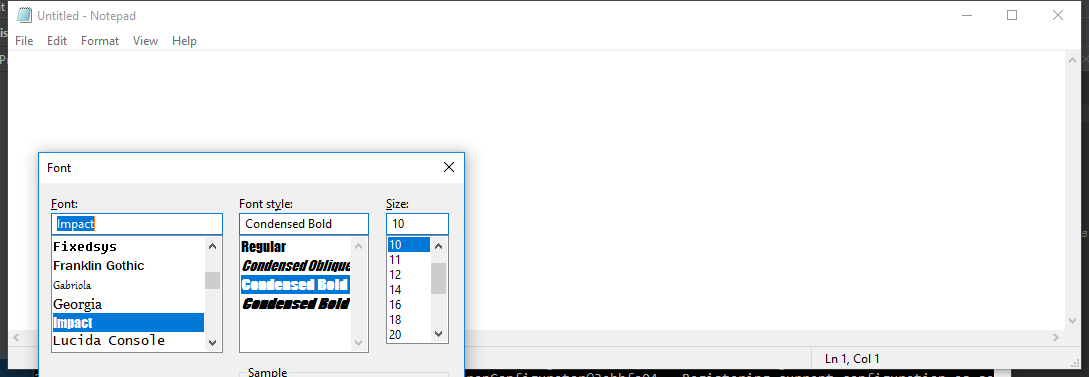 Untitled - Notepad
File Edit Format View Help
Font
Font: Font style: Size:
Impact Condensed Bold 10
Fixedsys Regular 10
Franklin Gothic Condensed Oblique 11
Gabriola Condensed Bold 12
Georgia Condensed Bold 14
Impact 16
Lucida Console 18
20
Sample
Ln 1, Col 1